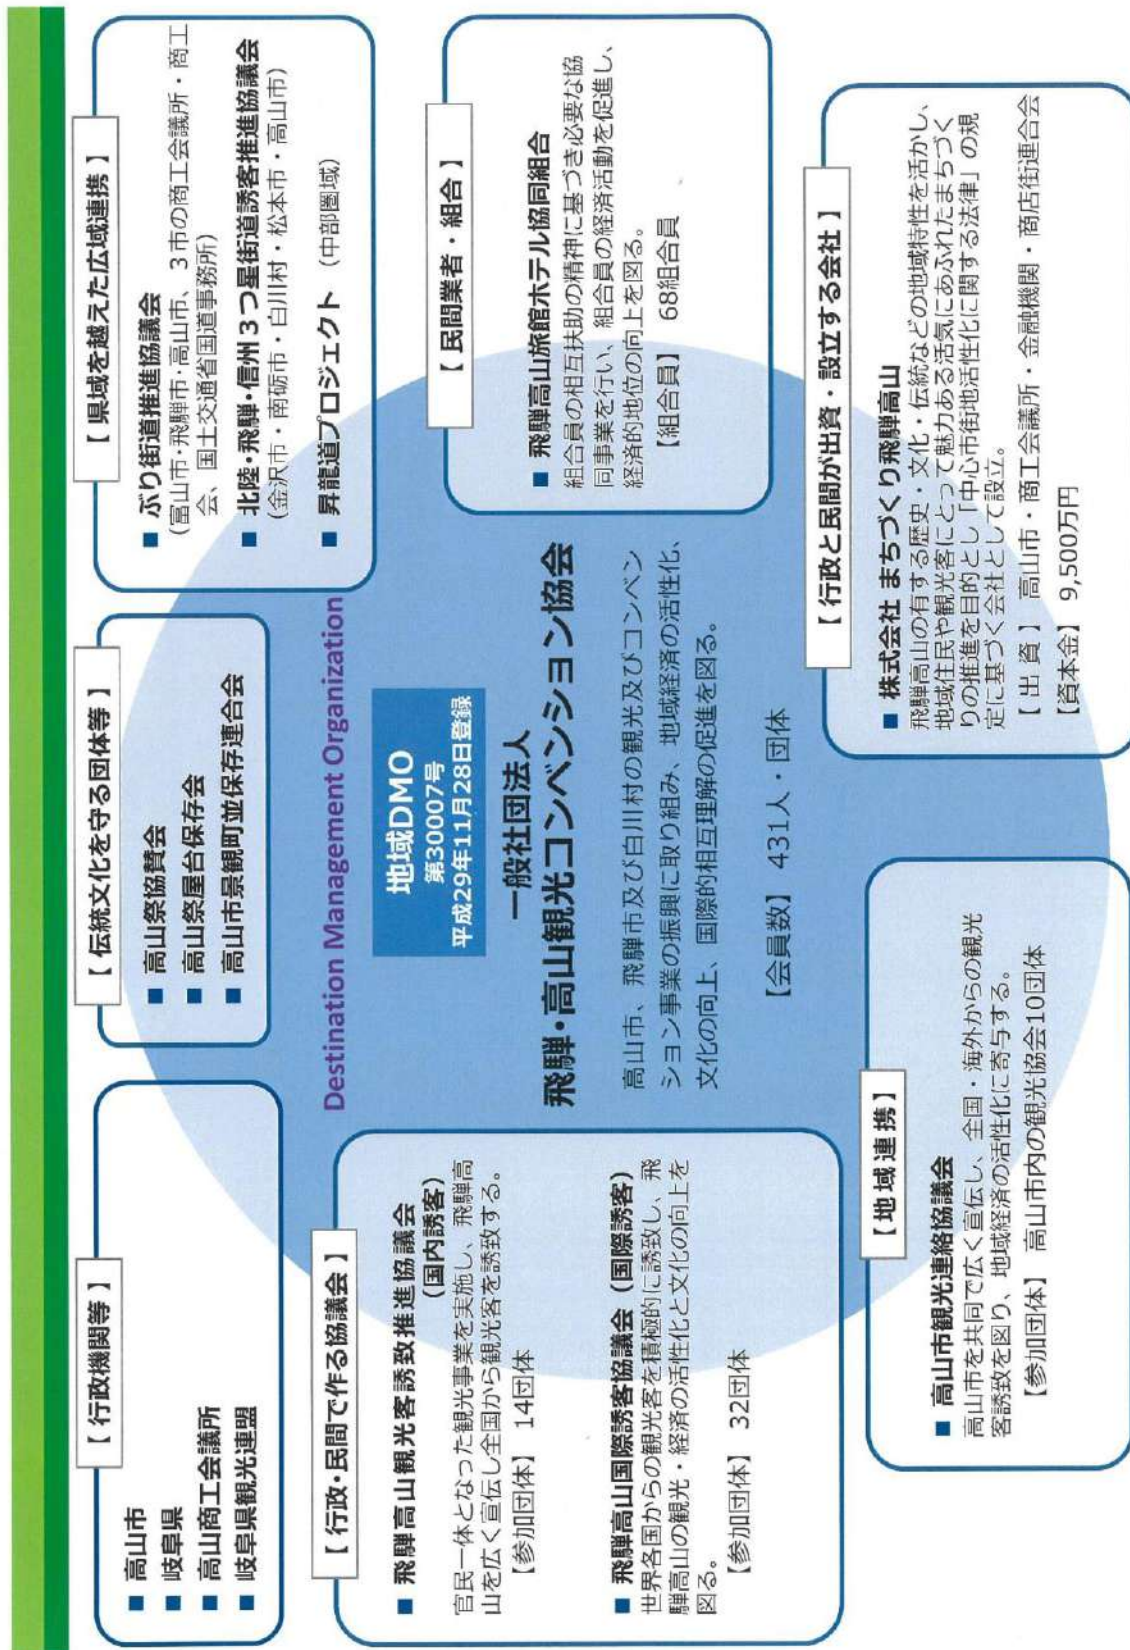 【 行政機関等 】
■ 高山市
■ 岐阜県
■ 高山商工会議所
■ 岐阜県観光連盟
【 伝統文化を守る団体等 】
■ 高山祭協賛会
■ 高山祭屋台保存会
■ 高山市景観町並保存連合会
【 県域を越えた広域連携 】
■ ぶり街道推進協議会
(富山市・飛騨市・高山市、３市の商工会議所・商工
会、国土交通省国道事務所)
■ 北陸・飛騨・信州３つ星街道誘客推進協議会
(金沢市・南砺市・白川村・松本市・高山市)
■ 昇龍道プロジェクト (中部圏域)
【 行政・民間で作る協議会 】
■ 飛騨高山観光客誘致推進協議会
(国内誘客)
官民一体となった観光事業を実施し、飛騨高
山を広く宣伝し全国から観光客を誘致する。
【参加団体】 14団体
■ 飛騨高山国際誘客協議会 (国際誘客)
世界各国からの観光客を積極的に誘致し、飛
騨高山の観光・経済の活性化と文化の向上を
図る。
【参加団体】 32団体
Destination Management Organization
地域DMO
第30007号
平成29年11月28日登録
一般社団法人
飛騨・高山観光コンベンション協会
高山市、飛騨市及び白川村の観光及びコンベン
ション事業の振興に取り組み、地域経済の活性化、
文化の向上、国際的相互理解の促進を図る。
【会員数】 431人・団体
【 民間業者・組合 】
■ 飛騨高山旅館ホテル協同組合
組合員の相互扶助の精神に基づき必要な協
同事業を行い、組合員の経済活動を促進し、
経済的地位の向上を図る。
【組合員】 68組合員
【 地域連携 】
■ 高山市観光連絡協議会
高山市を共同で広く宣伝し、全国・海外からの観光
客誘致を図り、地域経済の活性化に寄与する。
【参加団体】 高山市内の観光協会10団体
【 行政と民間が出資・設立する会社 】
■ 株式会社 まちづくり飛騨高山
飛騨高山の有する歴史・文化・伝統などの地域特性を活かし、
地域住民や観光客にとって魅力ある活気にあふれたまちづく
りの推進を目的とし「中心市街地活性化に関する法律」の規
定に基づく会社として設立。
【 出 資 】 高山市・商工会議所・金融機関・商店街連合会
【資本金】 9,500万円